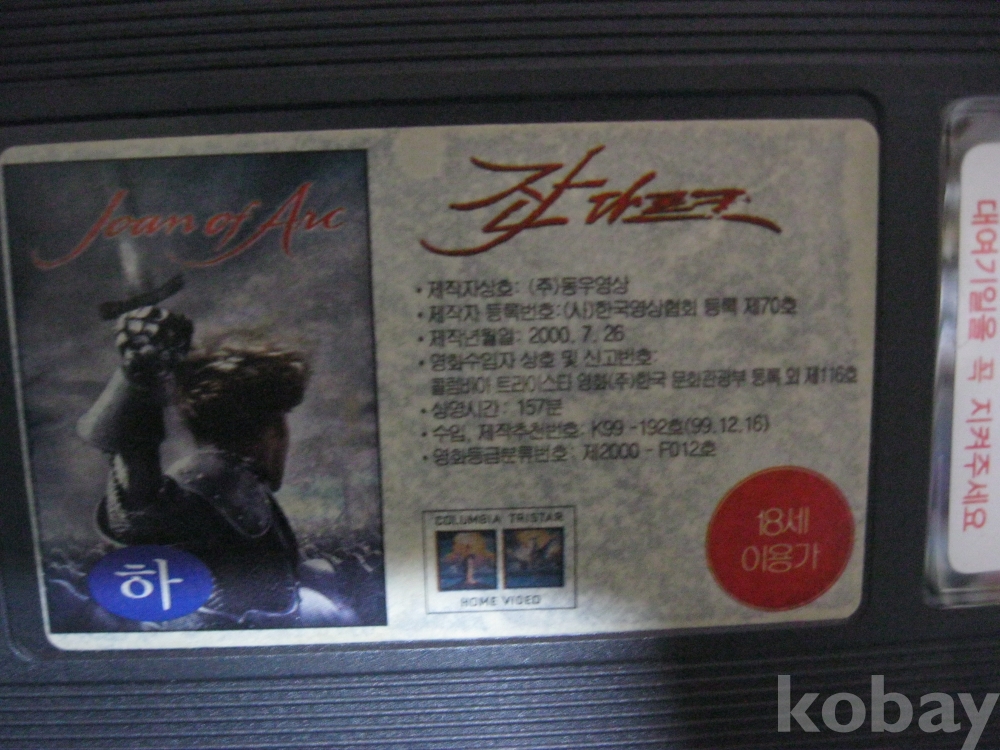 Joan of Arc
하
잔 다르크
• 제작자상호: (주)동우영상
• 제작자 등록번호:(사)한국영상협회 등록 제70호
• 제작년월일: 2000. 7. 26
• 영화수입자 상호 및 신고번호:
콜럼비아 트라이스타 영화(주)한국 문화관광부 등록 외 제116호
• 상영시간 : 157분
• 수입, 제작추천번호: K99 -192호(99.12.16)
• 영화등급분류번호: 제2000 - F012호
COLUMBIA TRISTAR
HOME VIDEO
18세
이용가
대여기일을 꼭 지켜주세요
kobay